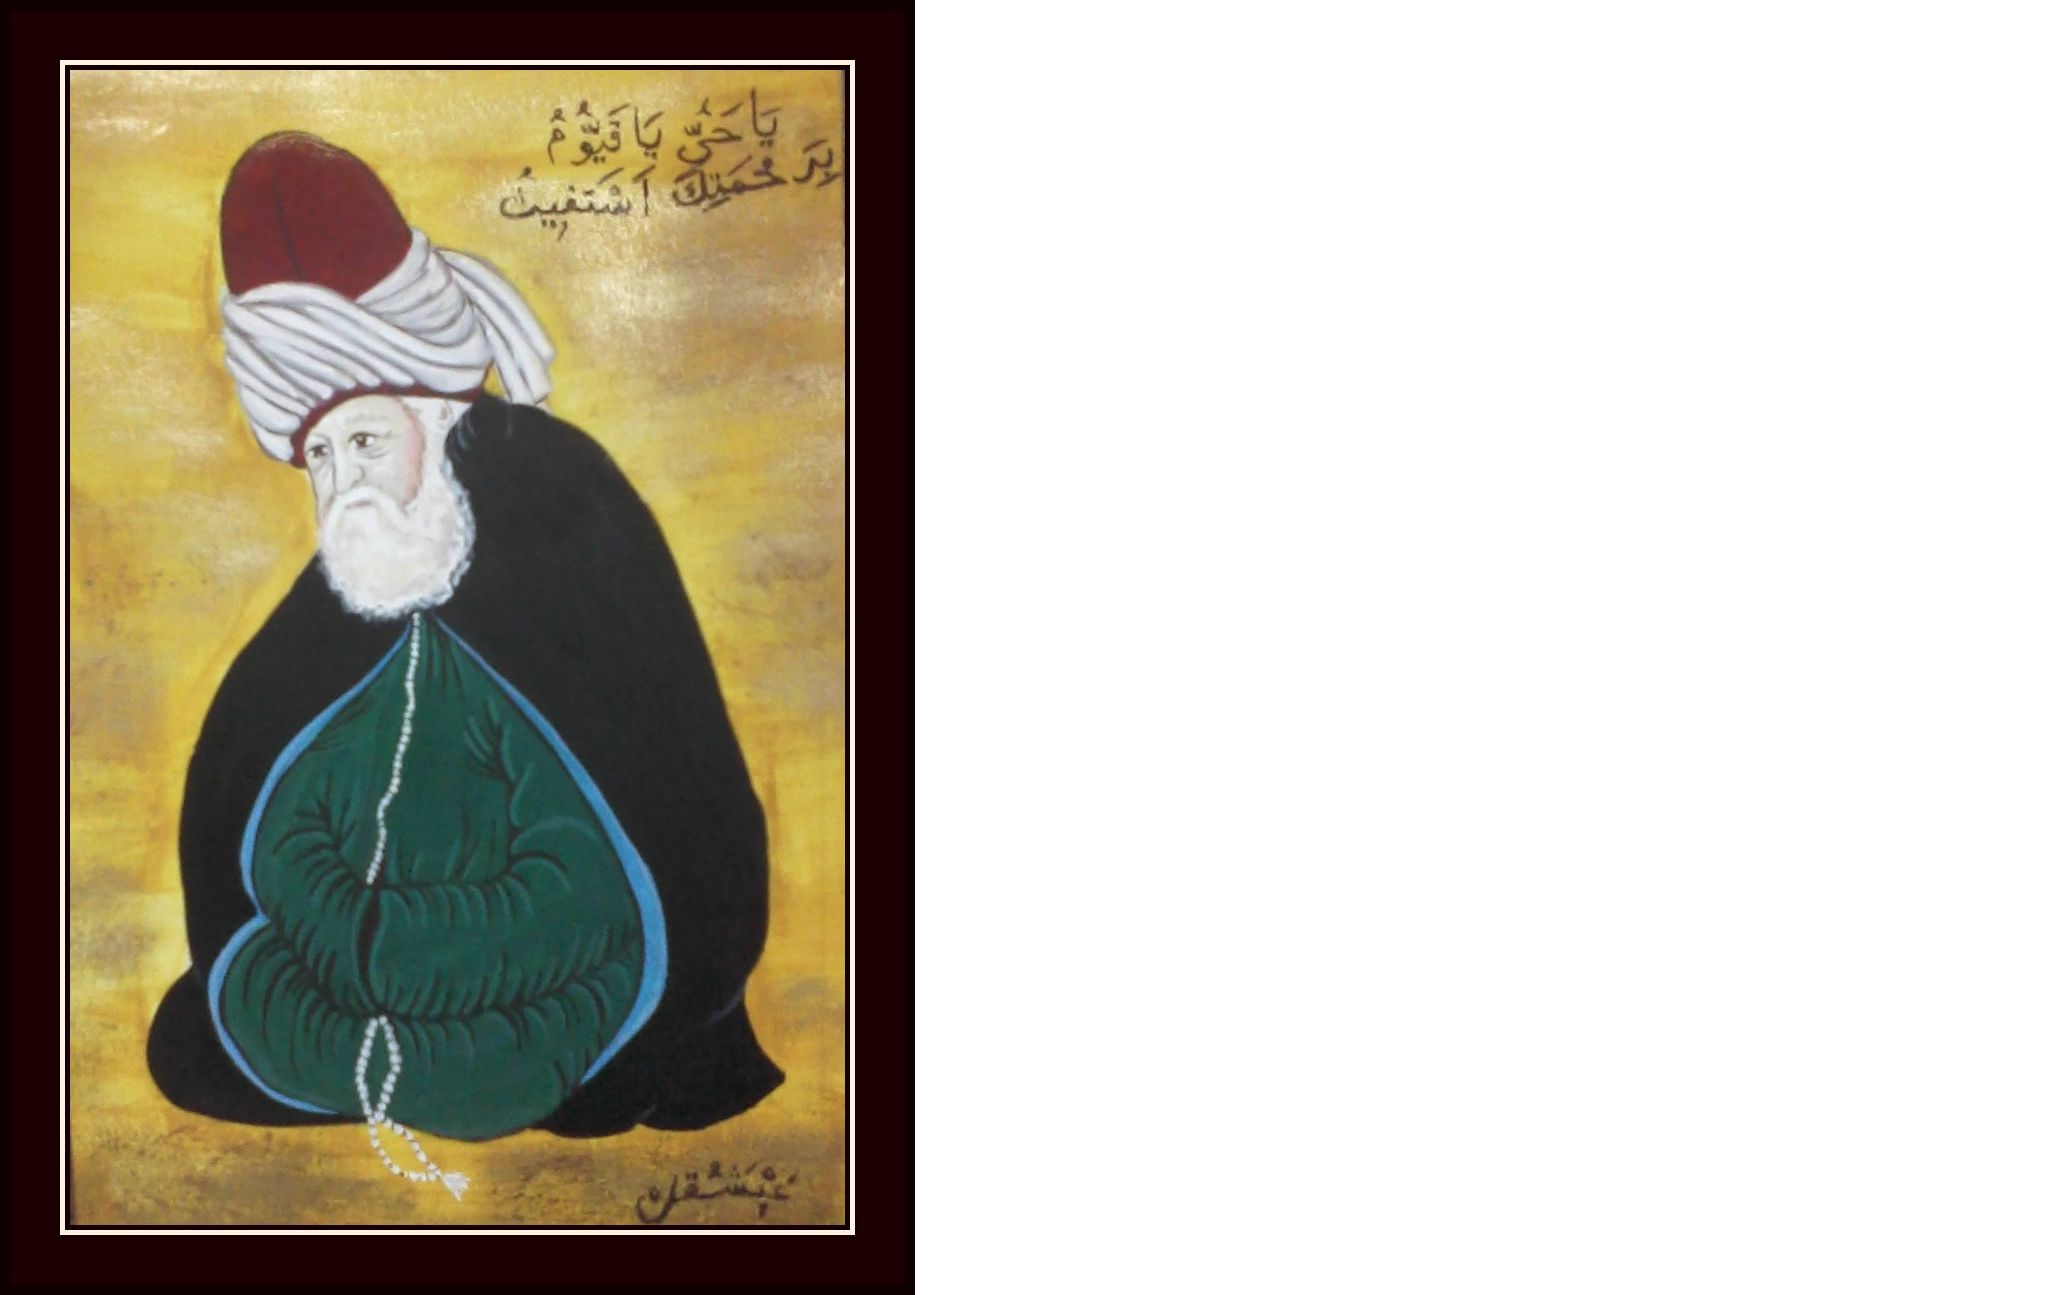 يَا حَيُّ يَا قَيُّومُ
بِرَحْمَتِكَ اَسْتَغِيثُ